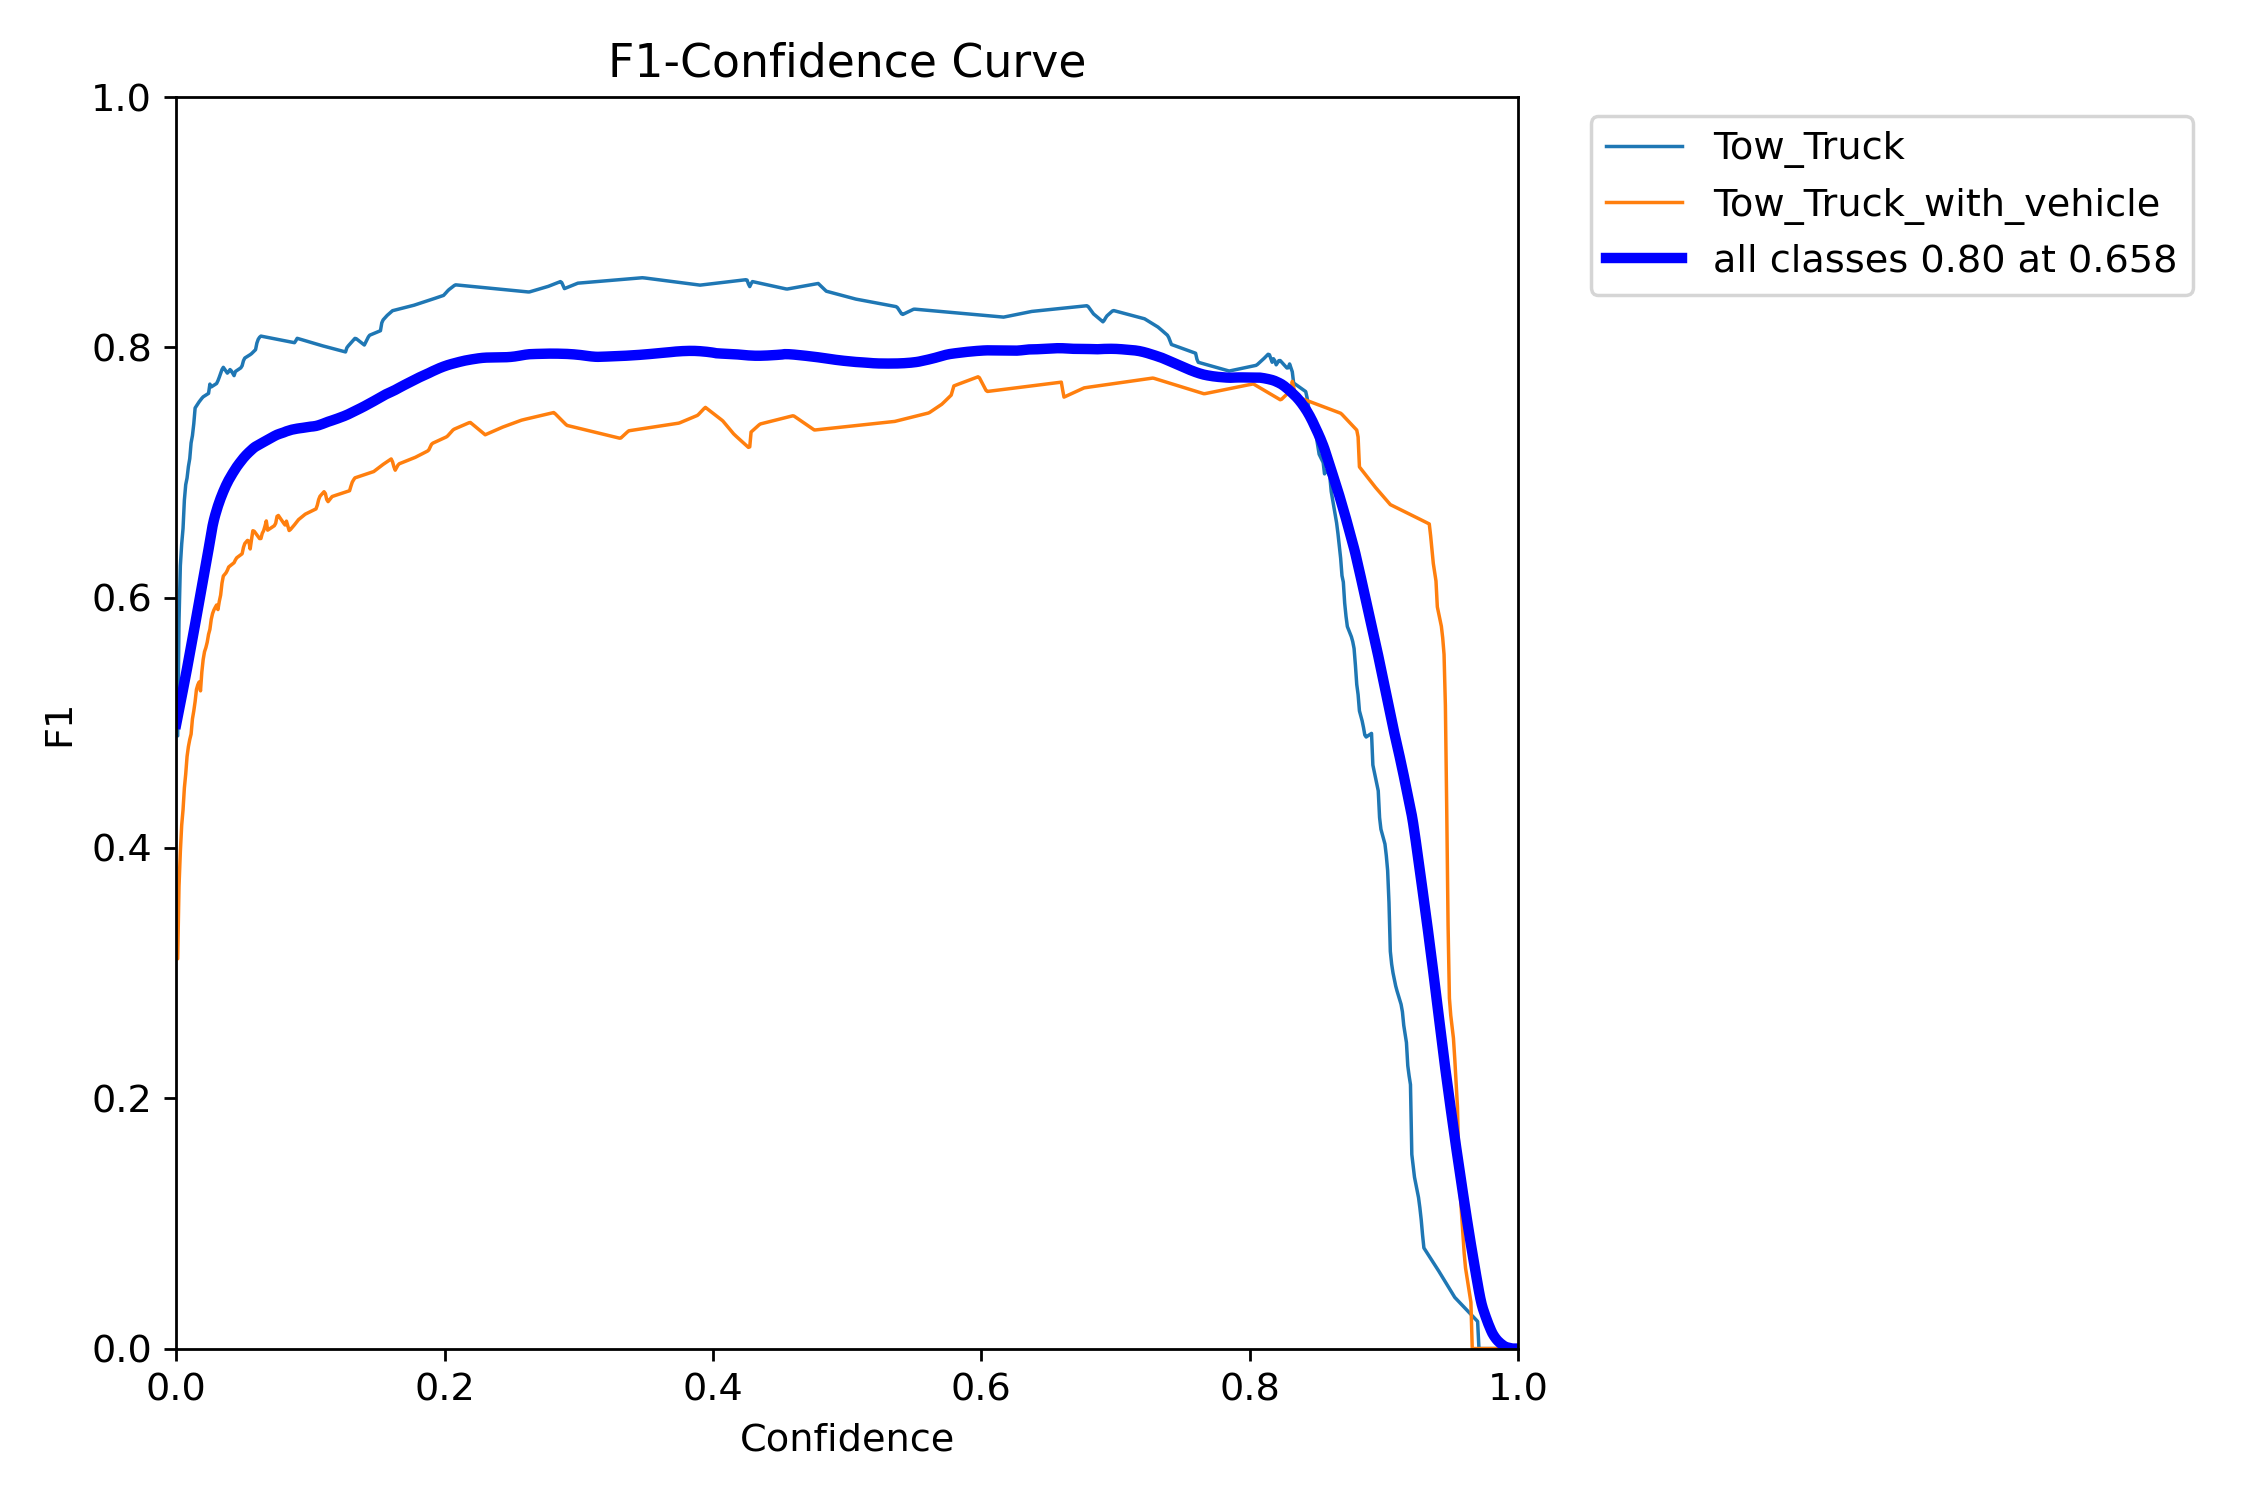 F1-Confidence Curve
1.0
0.8
0.6
0.4
0.2
0.0
F1
0.0 0.2 0.4 0.6 0.8 1.0
Confidence
Tow_Truck
Tow_Truck_with_vehicle
all classes 0.80 at 0.658